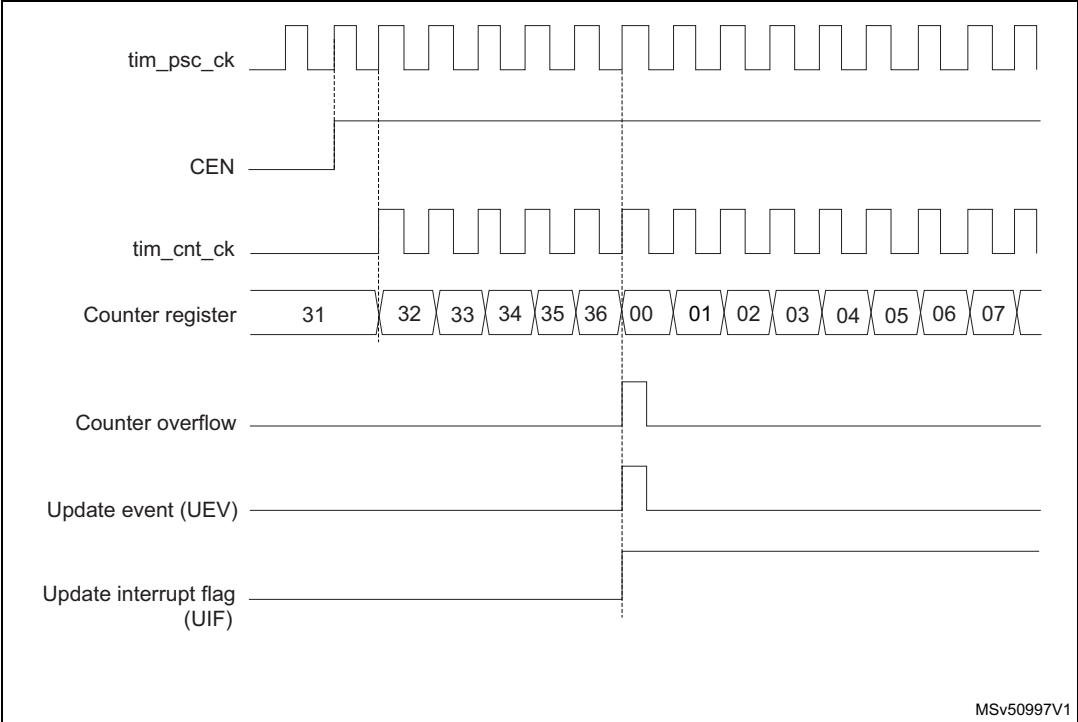 tim_psc_ck
CEN
tim_cnt_ck
Counter register 31 32 33 34 35 36 00 01 02 03 04 05 06 07
Counter overflow
Update event (UEV)
Update interrupt flag
(UIF)
MSv50997V1